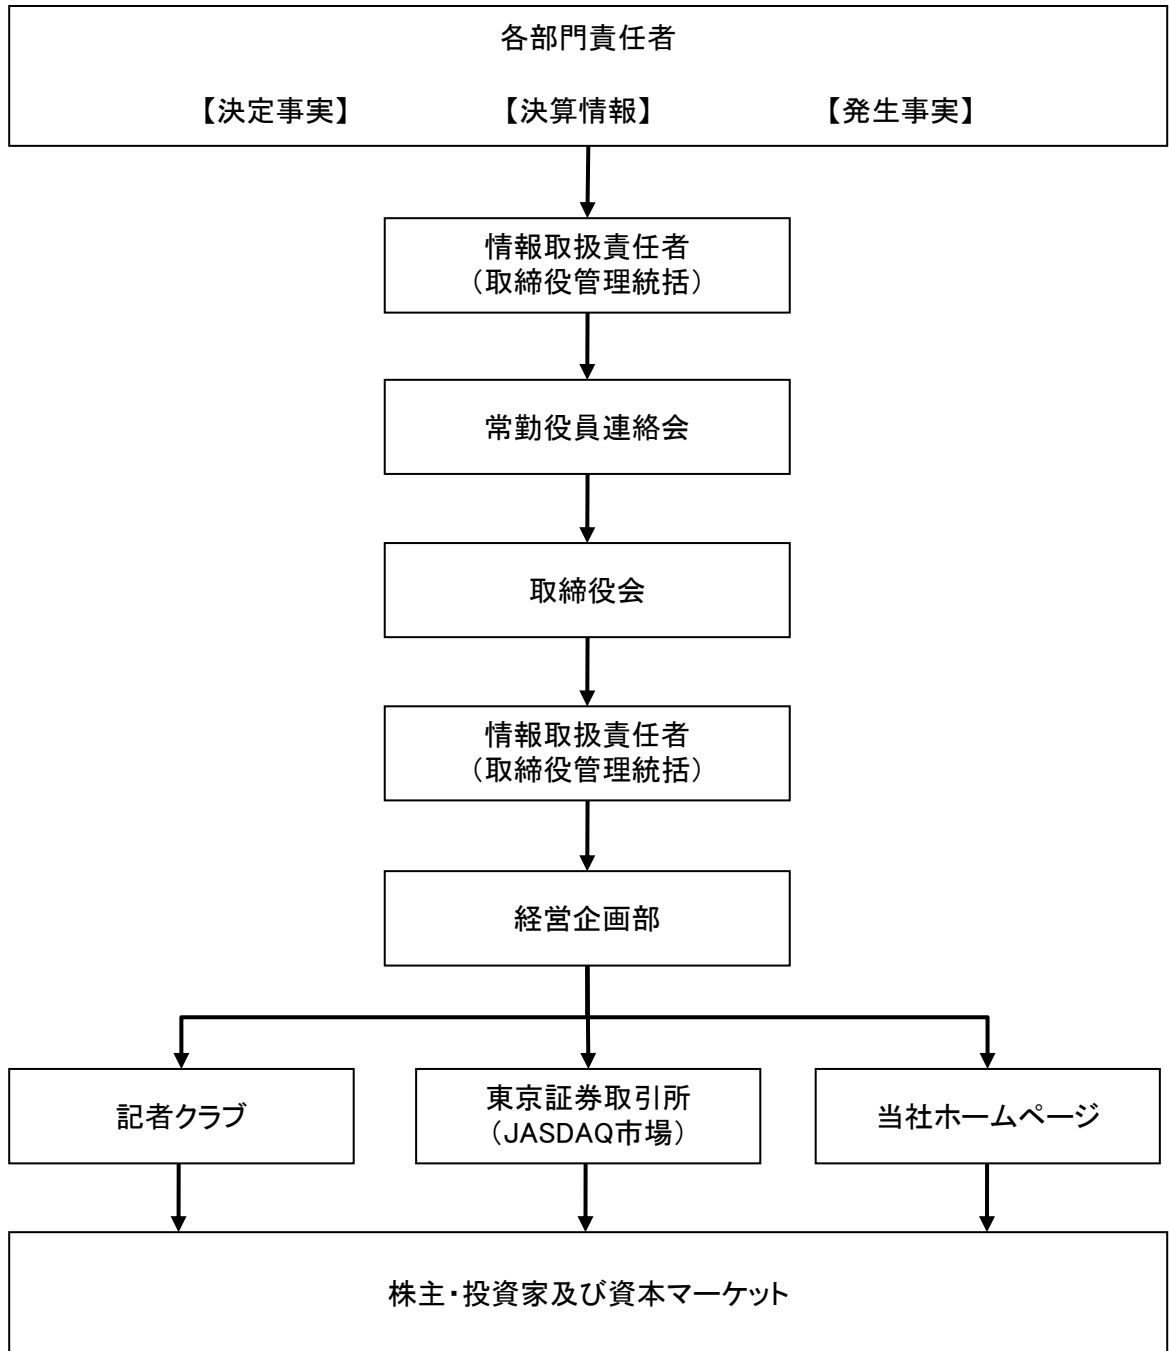 各部門責任者
【決定事実】 【決算情報】 【発生事実】
情報取扱責任者
（取締役管理統括）
常勤役員連絡会
取締役会
情報取扱責任者
（取締役管理統括）
経営企画部
記者クラブ
東京証券取引所
（JASDAQ市場）
当社ホームページ
株主・投資家及び資本マーケット